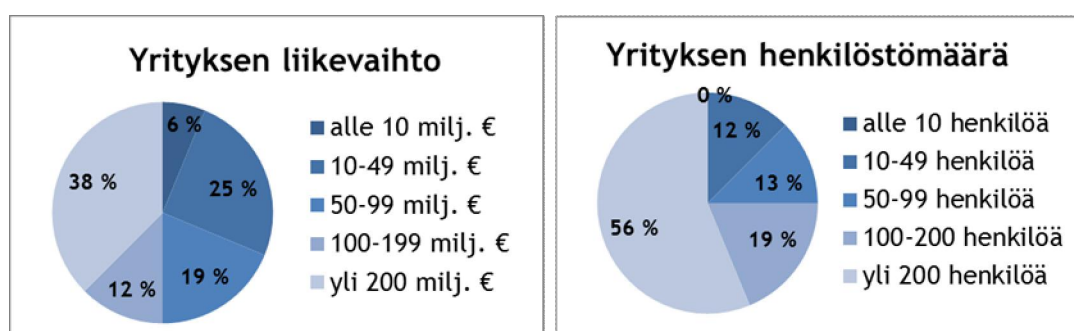 Yrityksen liikevaihto
6 %
25 %
19 %
12 %
38 %
alle 10 milj. €
10-49 milj. €
50-99 milj. €
100-199 milj. €
yli 200 milj. €
Yrityksen henkilöstömäärä
0 %
12 %
13 %
19 %
56 %
alle 10 henkilöä
10-49 henkilöä
50-99 henkilöä
100-200 henkilöä
yli 200 henkilöä